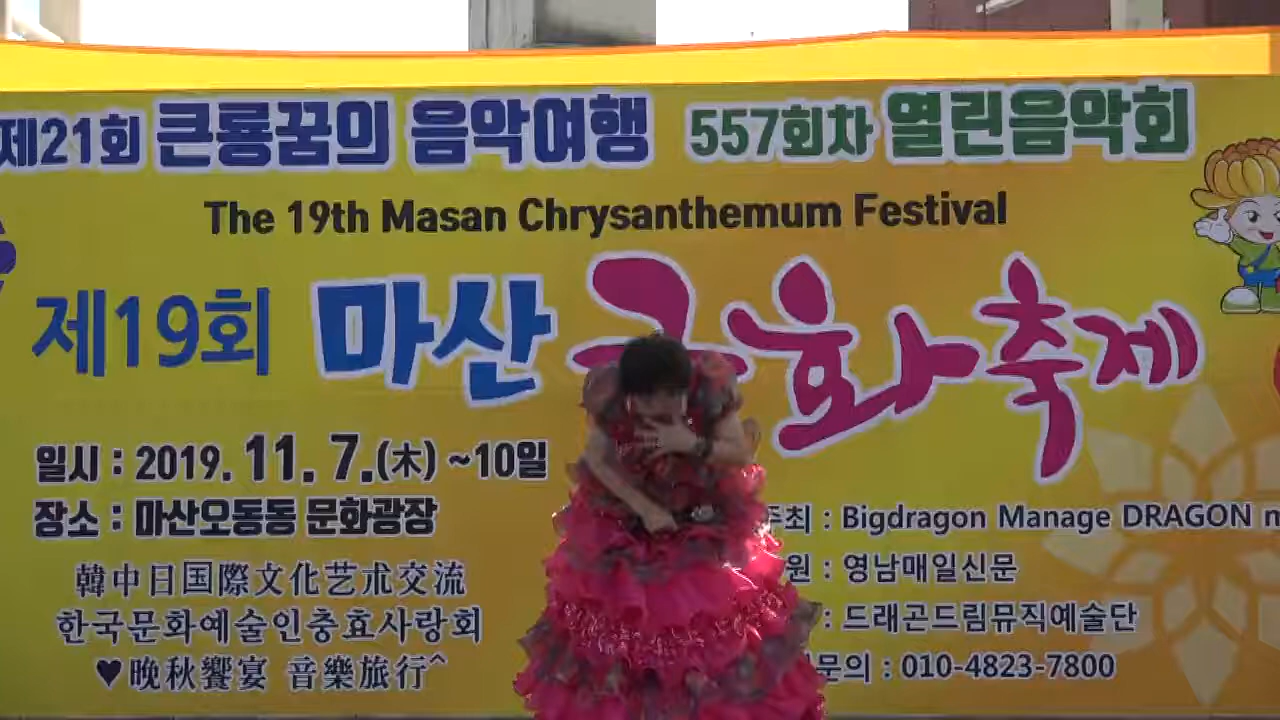 제21회 큰룡꿈의 음악여행 557회차 열린음악회
The 19th Masan Chrysanthemum Festival
제19회 마산 국화축제
일시 : 2019. 11. 7.(木) ~10일
장소 : 마산오동동 문화광장
韓中日国際文化艺术交流
한국문화예술인충효사랑회
♥晚秋饗宴 音樂旅行^
주최 : Bigdragon Manage DRAGON
원 : 영남매일신문
: 드래곤드림뮤직예술단
문의 : 010-4823-7800